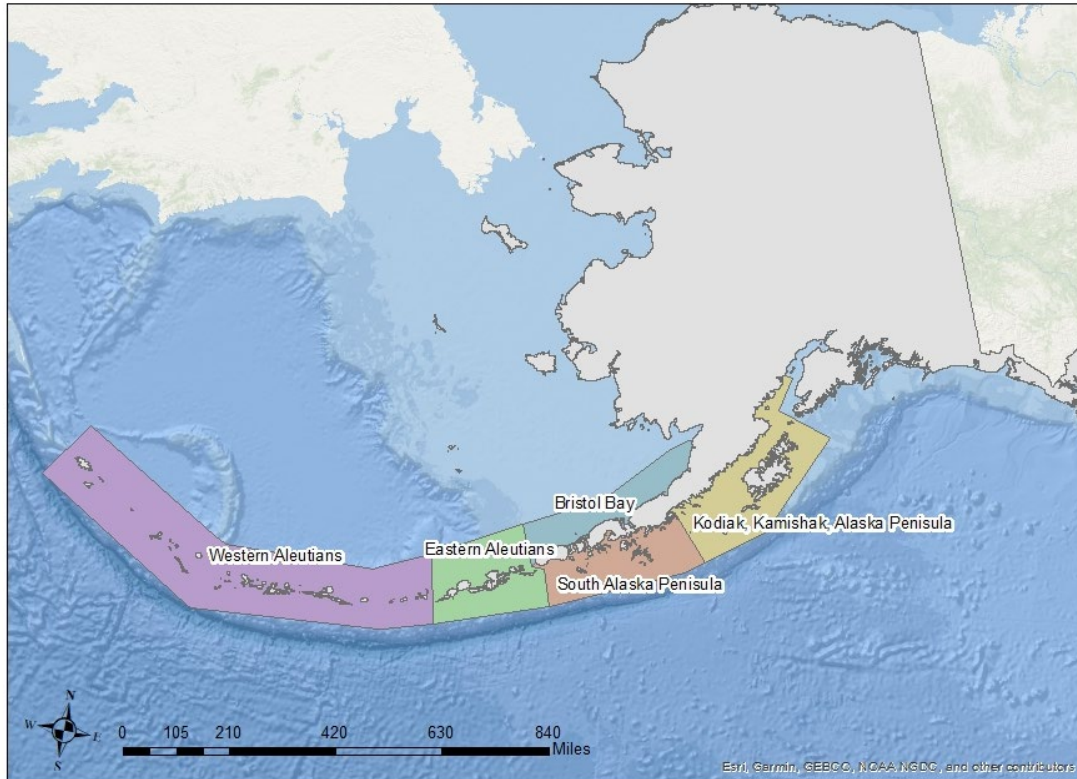 Bristol Bay
Kodiak, Kamishak, Alaska Penisula
Western Aleutians
Eastern Aleutians
South Alaska Penisula
N
W
E
S
0 105 210 420 630 840
Miles
Esri, Garmin, GEBCO, NOAA NGDC, and other contributors